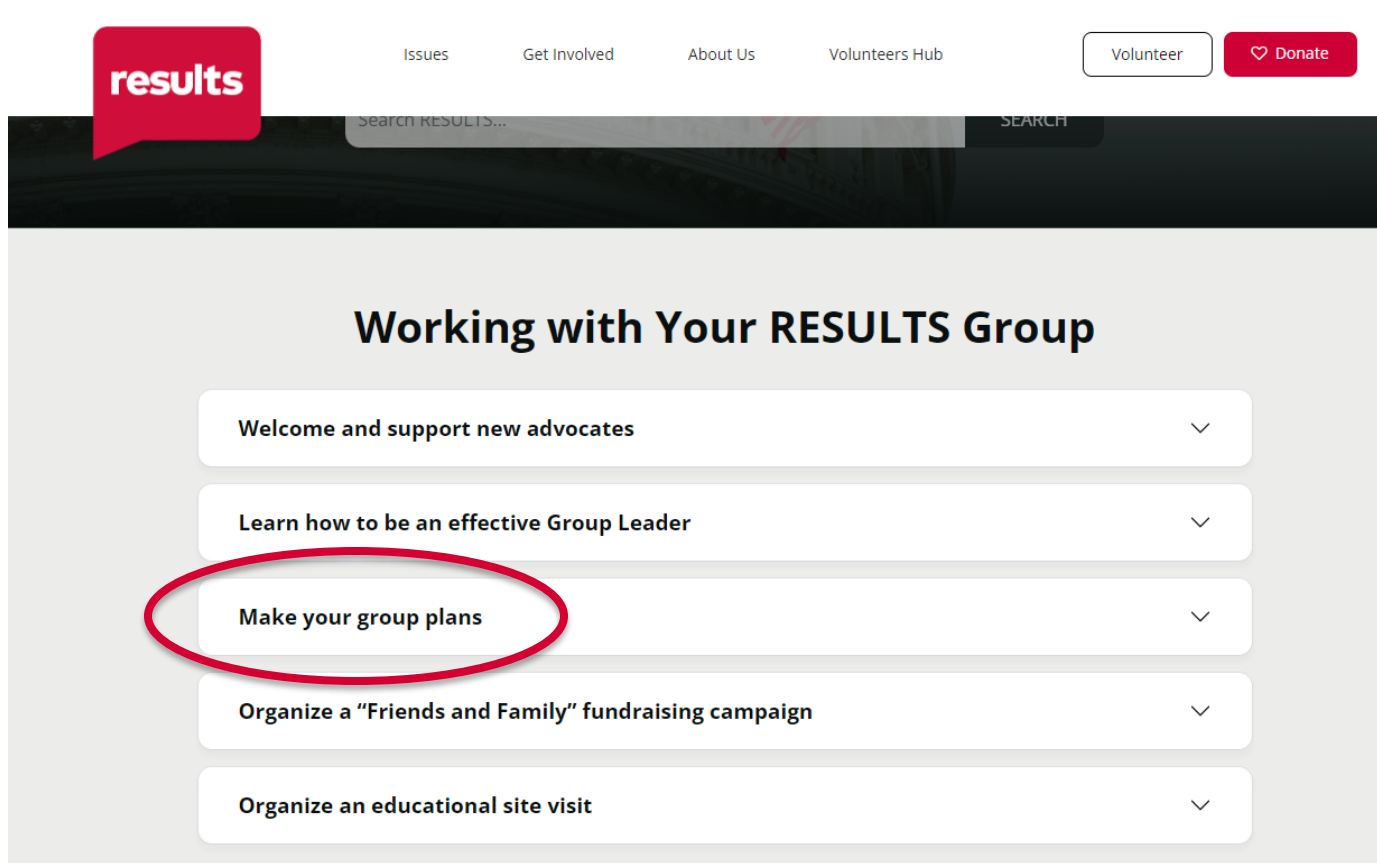 results
Issues Get Involved About Us Volunteers Hub Volunteer Donate
Search RESULTS... SEARCH
Working with Your RESULTS Group
Welcome and support new advocates
Learn how to be an effective Group Leader
Make your group plans
Organize a “Friends and Family” fundraising campaign
Organize an educational site visit